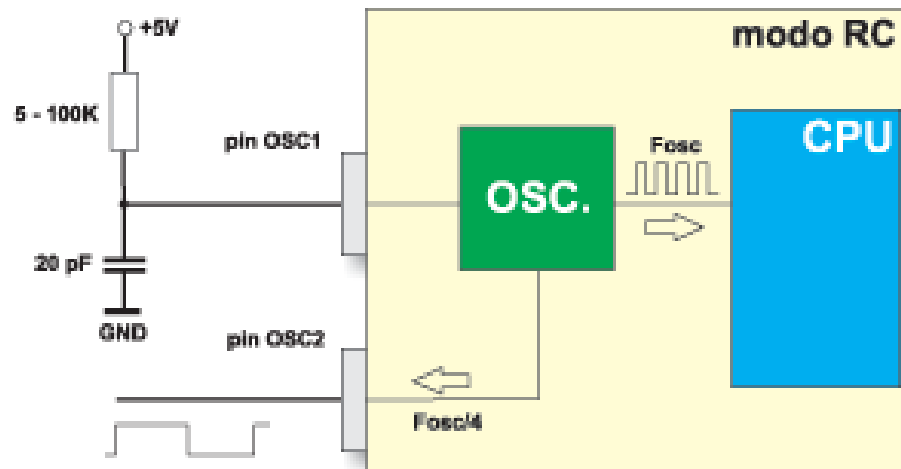 +5V
modo RC
5 - 100K
CPU
pin OSC1
Fosc
OSC.
20 pF
GND
pin OSC2
Fosc/4